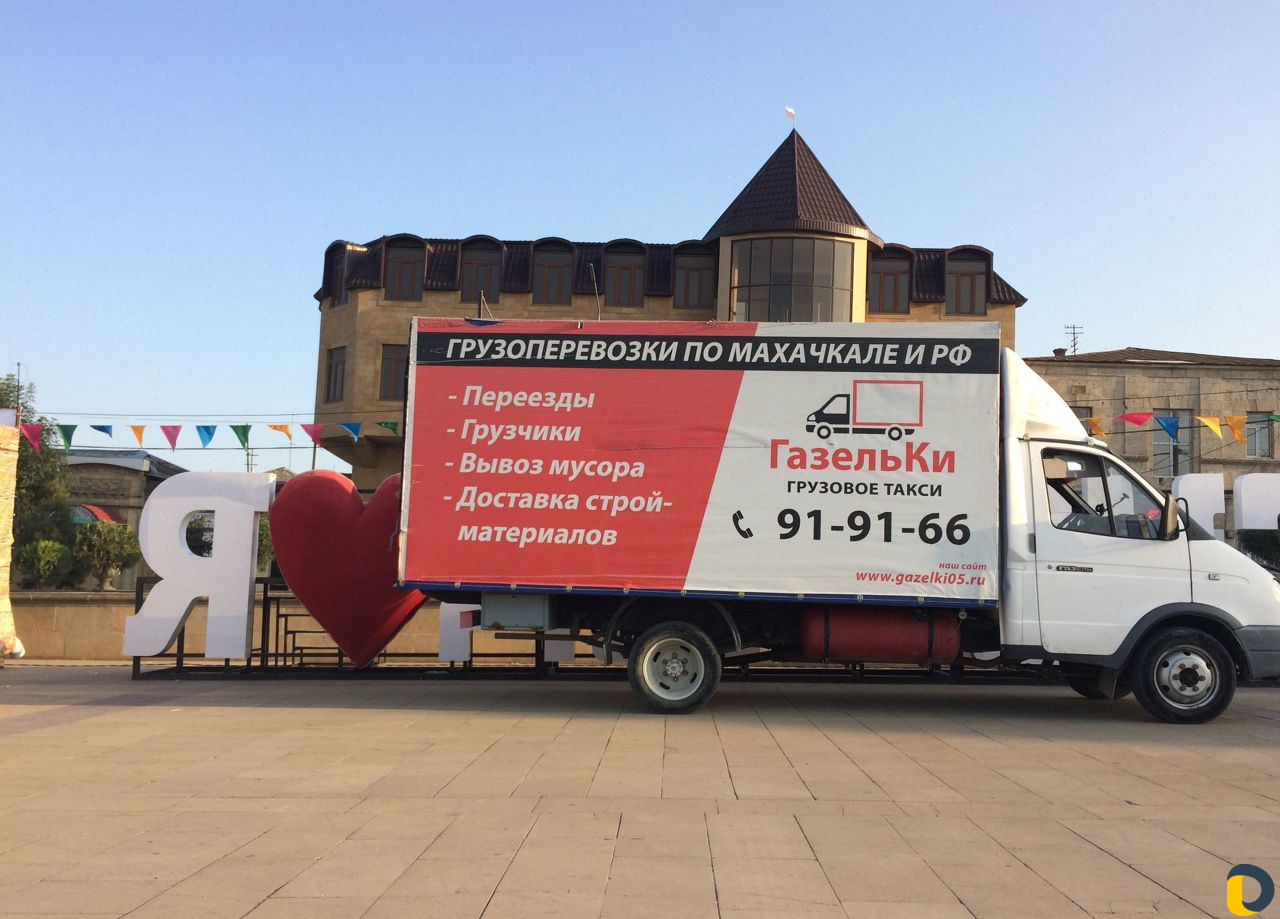 ГРУЗОПЕРЕВОЗКИ ПО МАХАЧКАЛЕ И РФ
- Переезды
- Грузчики
- Вывоз мусора
- Доставка строй-
материалов
ГазельКи
ГРУЗОВОЕ ТАКСИ
91-91-66
наш сайт
www.gazelki05.ru
Я